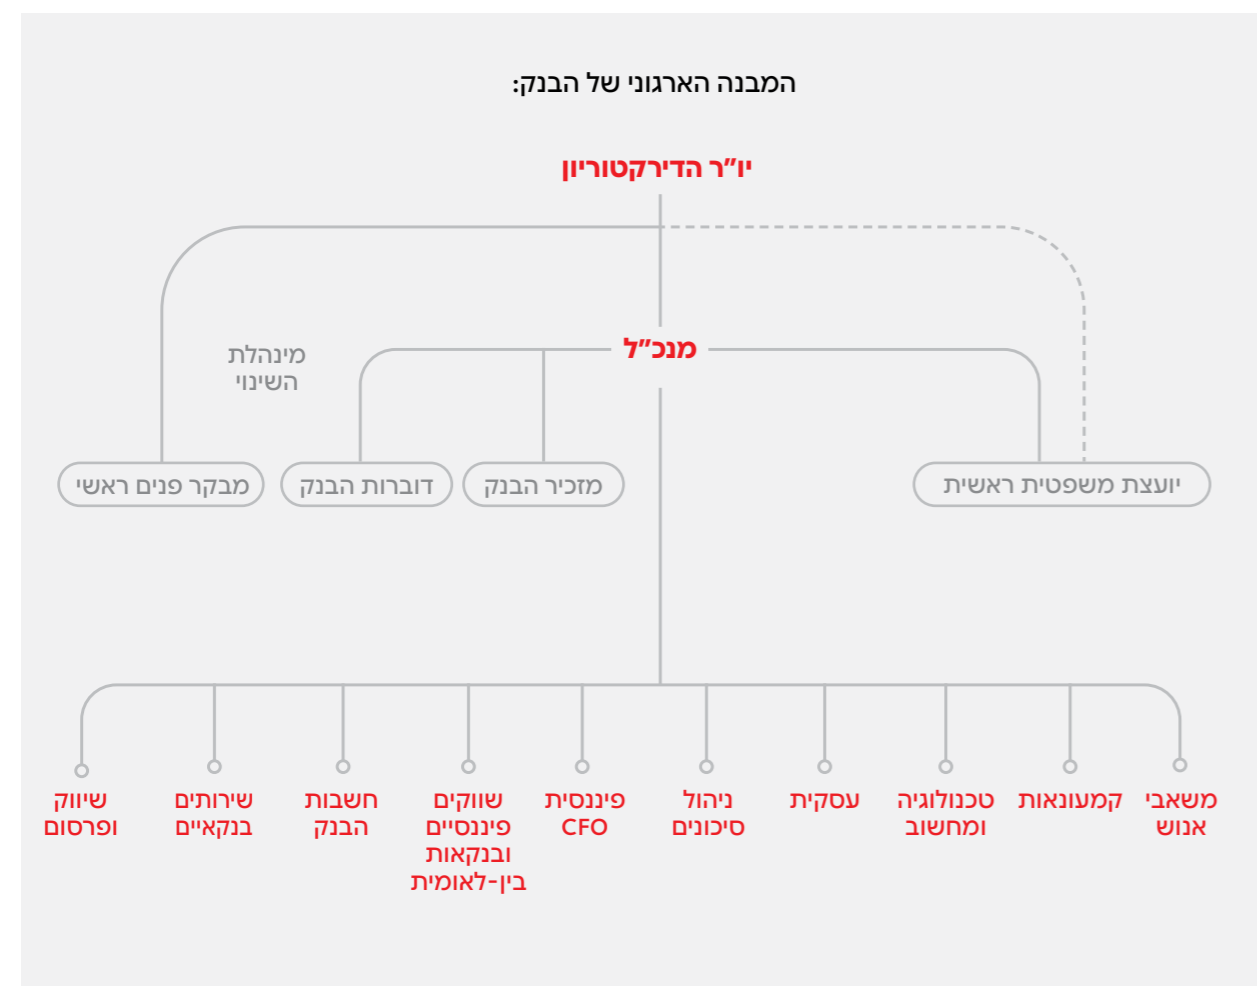 המבנה הארגוני של הבנק:
יו״ר הדירקטוריון
מנכ״ל
מינהלת
השינוי
יועצת משפטית ראשית
מזכיר הבנק
דוברות הבנק
מבקר פנים ראשי
משאבי
אנוש
קמעונאות
טכנולוגיה
ומחשוב
עסקית
ניהול
סיכונים
פיננסית
CFO
שווקים
פיננסיים
ובנקאות
בין-לאומית
חשבות
הבנק
שירותים
בנקאיים
שיווק
ופרסום